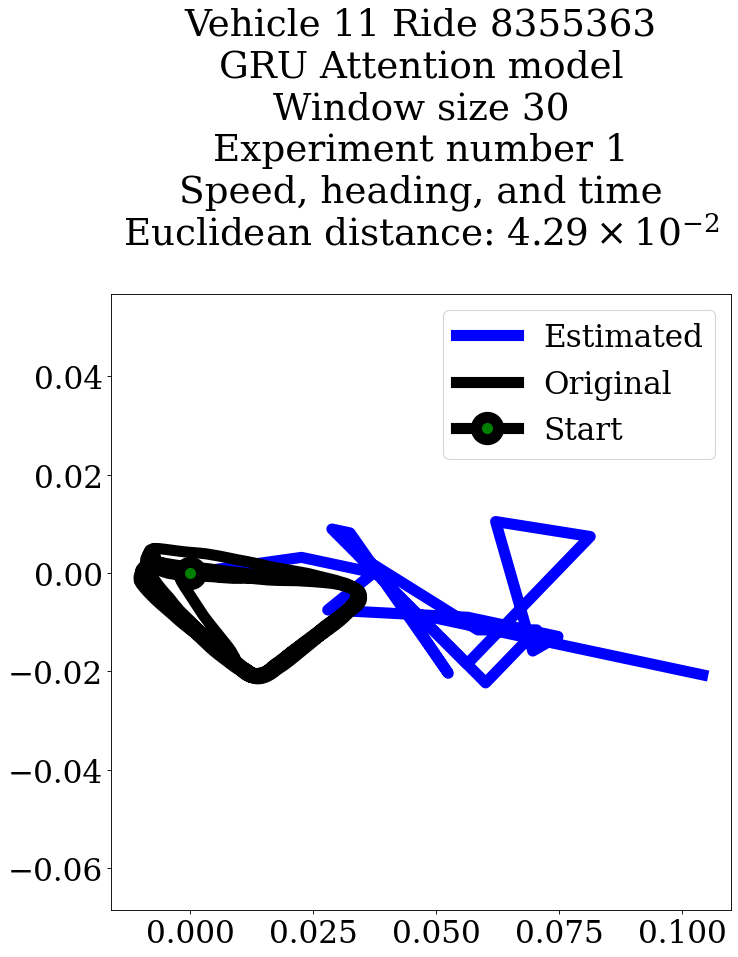 Vehicle 11 Ride 8355363
GRU Attention model
Window size 30
Experiment number 1
Speed, heading, and time
Euclidean distance: 4.29 × 10⁻²
Estimated
Original
Start
0.04
0.02
0.00
−0.02
−0.04
−0.06
0.000 0.025 0.050 0.075 0.100